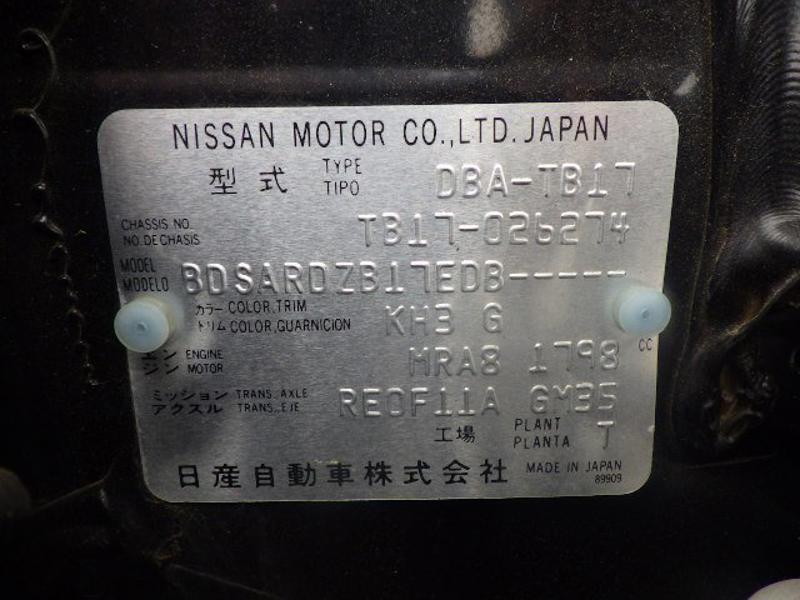 NISSAN MOTOR CO.,LTD. JAPAN
型式 TYPE TIPO DBA-TB17
CHASSIS NO. NO.DE CHASIS TB17-026274
MODEL MODELO BDSARDZB17EDB-----
カラー COLOR,TRIM トリム COLOR,GUARNICION KH3 G
エンジン ENGINE MOTOR MRA8 1798 CC
ミッション TRANS.,AXLE アクスル TRANS.,EJE RE0F11A GM35
工場 PLANT PLANTA T
日産自動車株式会社 MADE IN JAPAN
89909